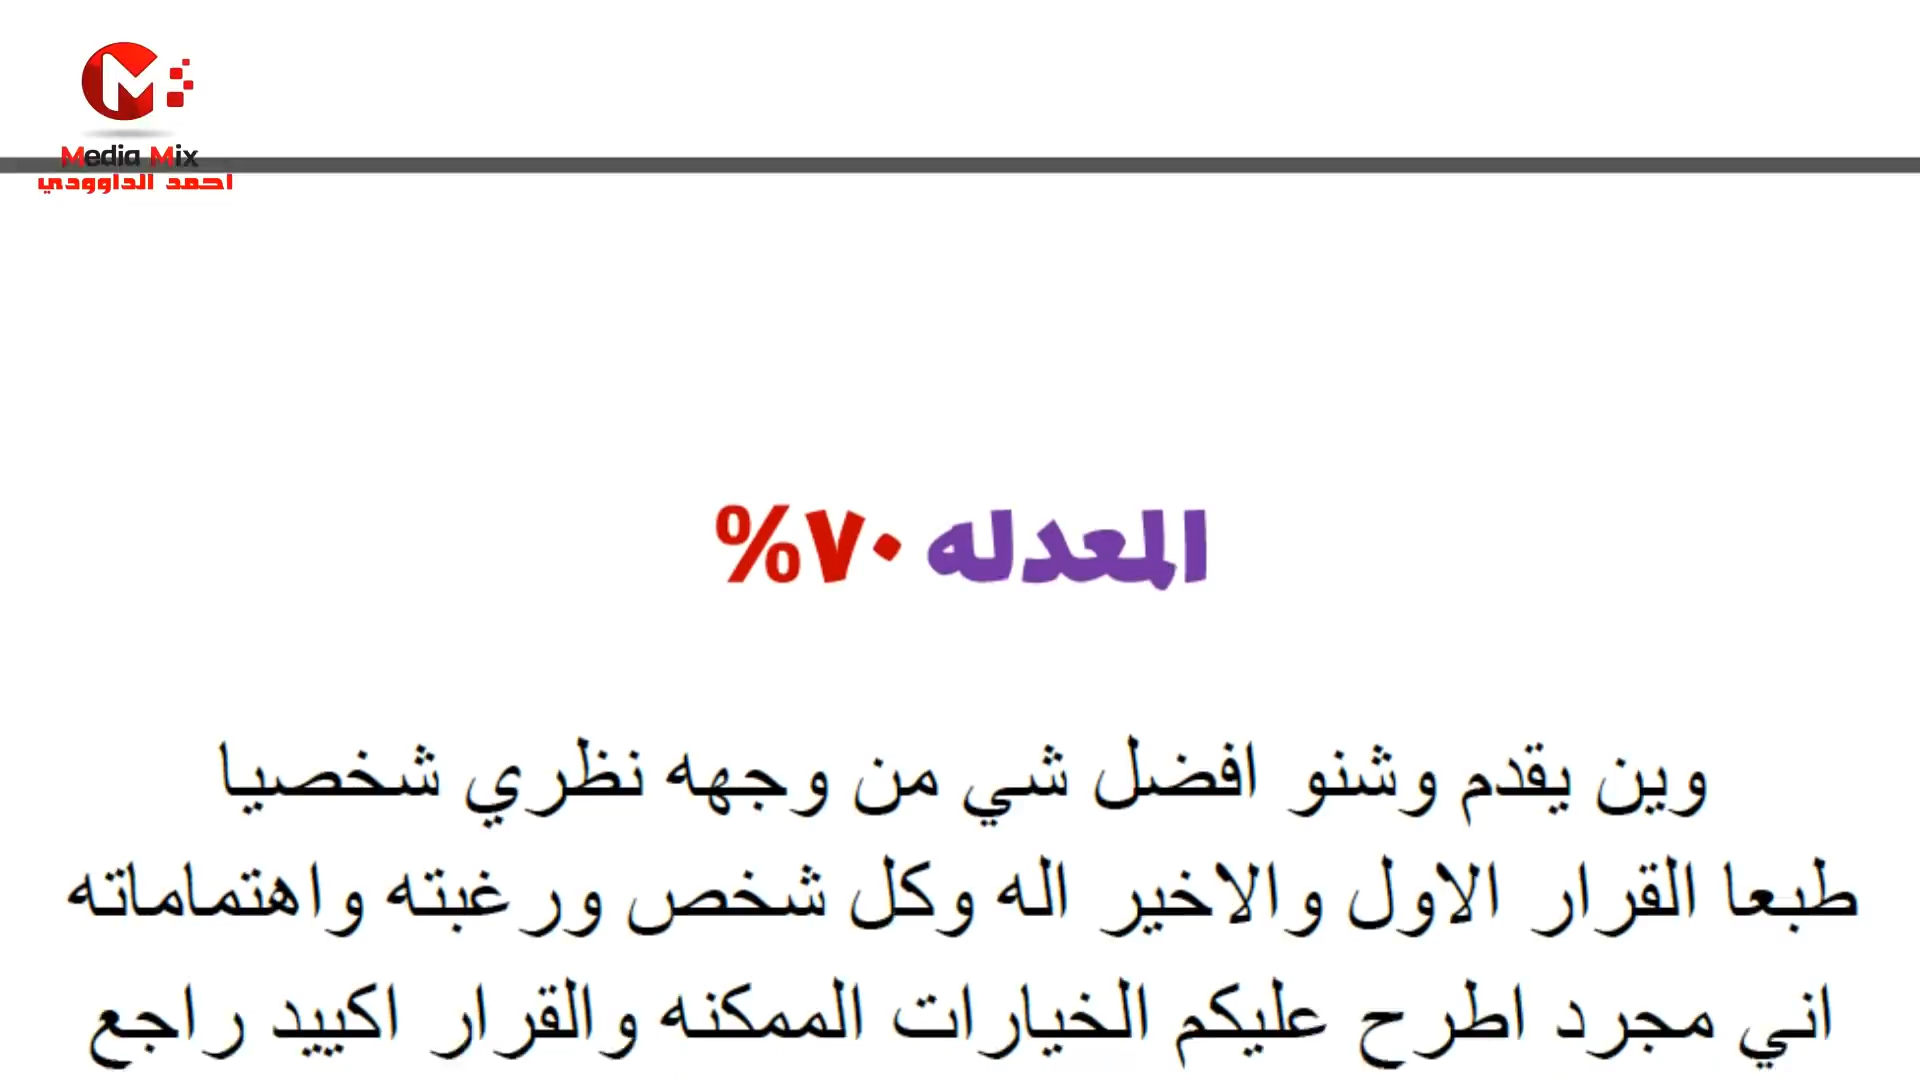 Media Mix
احمد الداوودي
المعدله ٧٠%
وين يقدم وشنو افضل شي من وجهه نظري شخصيا
طبعا القرار الاول والاخير اله وكل شخص ورغبته واهتماماته
اني مجرد اطرح عليكم الخيارات الممكنه والقرار اكييد راجع